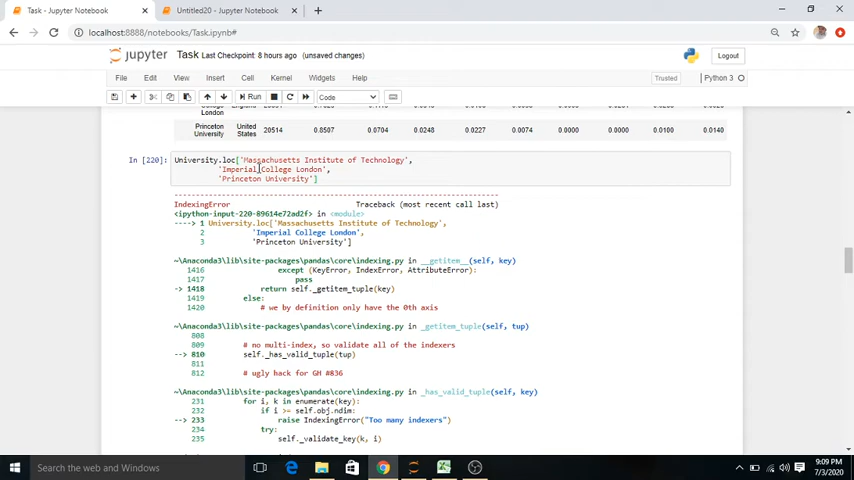 Task - Jupyter Notebook
Untitled20 - Jupyter Notebook
localhost:8888/notebooks/Task.ipynb#
jupyter Task Last Checkpoint: 8 hours ago (unsaved changes)
Logout
File Edit View Insert Cell Kernel Widgets Help
Trusted
Python 3
Run
Code
College
London
Princeton University United States 20514 0.8507 0.0704 0.0248 0.0227 0.0074 0.0000 0.0000 0.0100 0.0140
In [220]: University.loc['Massachusetts Institute of Technology',
'Imperial College London',
'Princeton University']
IndexingError Traceback (most recent call last)
<ipython-input-220-89614e72ad2f> in <module>
----> 1 University.loc['Massachusetts Institute of Technology',
2 'Imperial College London',
3 'Princeton University']
~\Anaconda3\lib\site-packages\pandas\core\indexing.py in __getitem__(self, key)
1416 except (KeyError, IndexError, AttributeError):
1417 pass
-> 1418 return self._getitem_tuple(key)
1419 else:
1420 # we by definition only have the 0th axis
~\Anaconda3\lib\site-packages\pandas\core\indexing.py in _getitem_tuple(self, tup)
808
809 # no multi-index, so validate all of the indexers
--> 810 self._has_valid_tuple(tup)
811
812 # ugly hack for GH #836
~\Anaconda3\lib\site-packages\pandas\core\indexing.py in _has_valid_tuple(self, key)
231 for i, k in enumerate(key):
232 if i >= self.obj.ndim:
--> 233 raise IndexingError("Too many indexers")
234 try:
235 self._validate_key(k, i)
Search the web and Windows
9:09 PM
7/3/2020